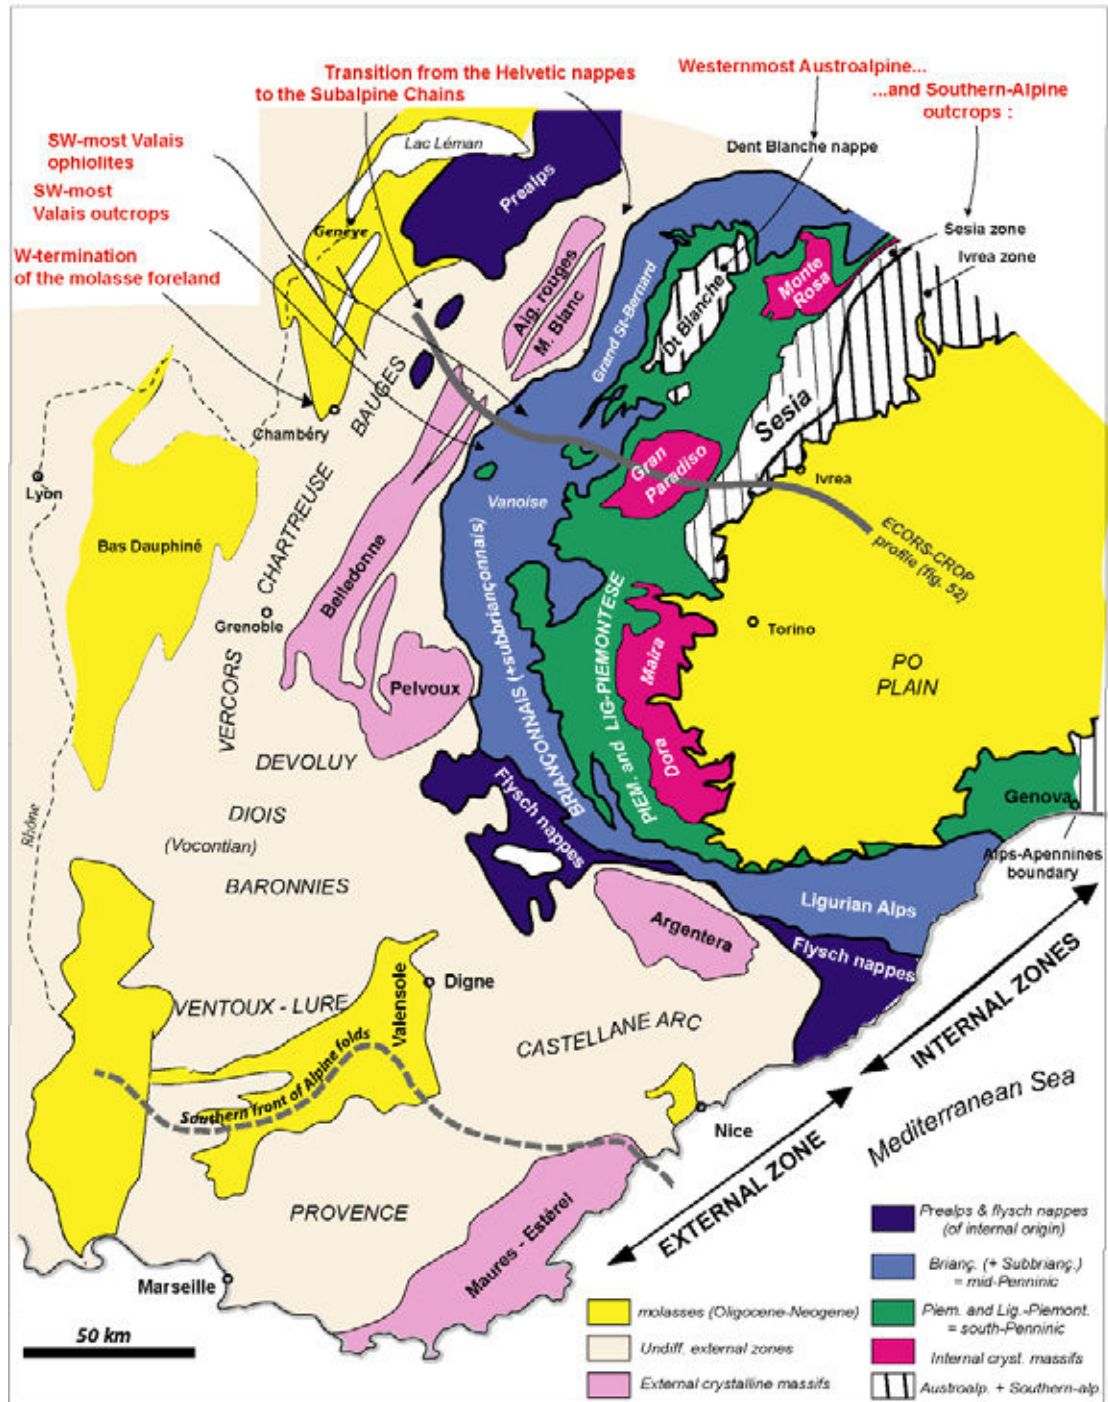 Transition from the Helvetic nappes
to the Subalpine Chains
Westernmost Austroalpine...
...and Southern-Alpine
outcrops :
SW-most Valais
ophiolites
SW-most
Valais outcrops
W-termination
of the molasse foreland
Lac Léman
Dent Blanche nappe
Prealps
Genève
Sesia zone
Ivrea zone
Aig. rouges
M. Blanc
Grand St-Bernard
Dt Blanche
Monte
Rosa
BAUGES
Chambéry
Sesia
Gran
Paradiso
Ivrea
Lyon
Vanoise
CHARTREUSE
Bas Dauphiné
Belledonne
ECORS-CROP
profile (fig. 52)
Grenoble
Torino
BRIANÇONNAIS (+subbriançonnais)
PIEM. and LIG-PIEMONTESE
Maira
Dora
PO
PLAIN
Pelvoux
VERCORS
DEVOLUY
Flysch nappes
Genova
DIOIS
(Vocontian)
Rhône
Alps-Apennines
boundary
BARONNIES
Ligurian Alps
Argentera
Flysch nappes
INTERNAL ZONES
Digne
VENTOUX - LURE
Valensole
CASTELLANE ARC
Southern front of Alpine folds
Mediterranean Sea
Nice
EXTERNAL ZONE
PROVENCE
Maures - Estérel
Marseille
50 km
Prealps & flysch nappes
(of internal origin)
Brianç. (+ Subbrianç.)
= mid-Penninic
molasses (Oligocene-Neogene)
Piem. and Lig.-Piemont.
= south-Penninic
Undiff. external zones
Internal cryst. massifs
External crystalline massifs
Austroalp. + Southern-alp